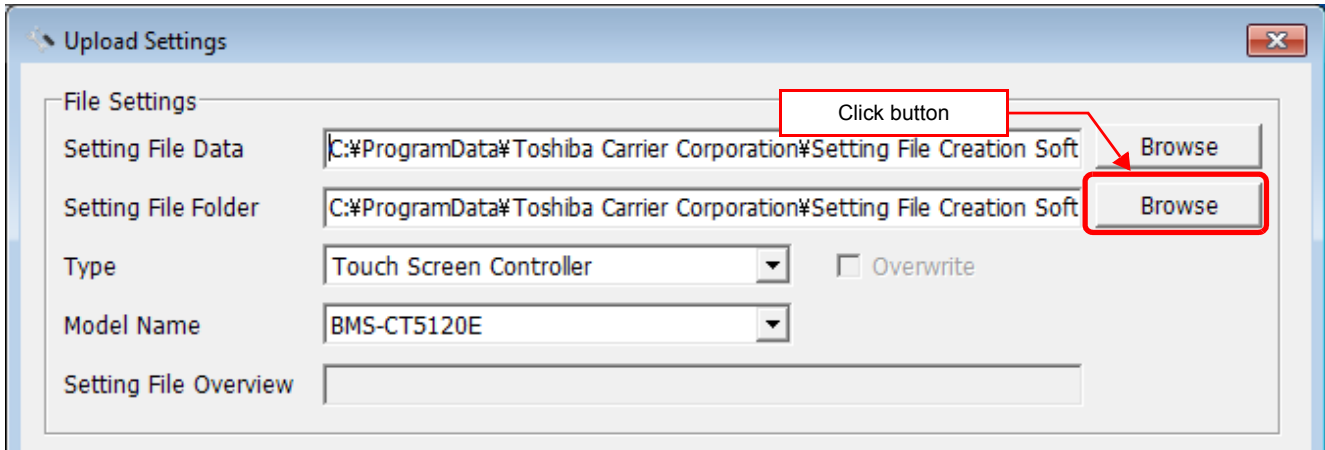 Upload Settings
File Settings
Click button
Setting File Data C:¥ProgramData¥Toshiba Carrier Corporation¥Setting File Creation Soft Browse
Setting File Folder C:¥ProgramData¥Toshiba Carrier Corporation¥Setting File Creation Soft Browse
Type Touch Screen Controller Overwrite
Model Name BMS-CT5120E
Setting File Overview